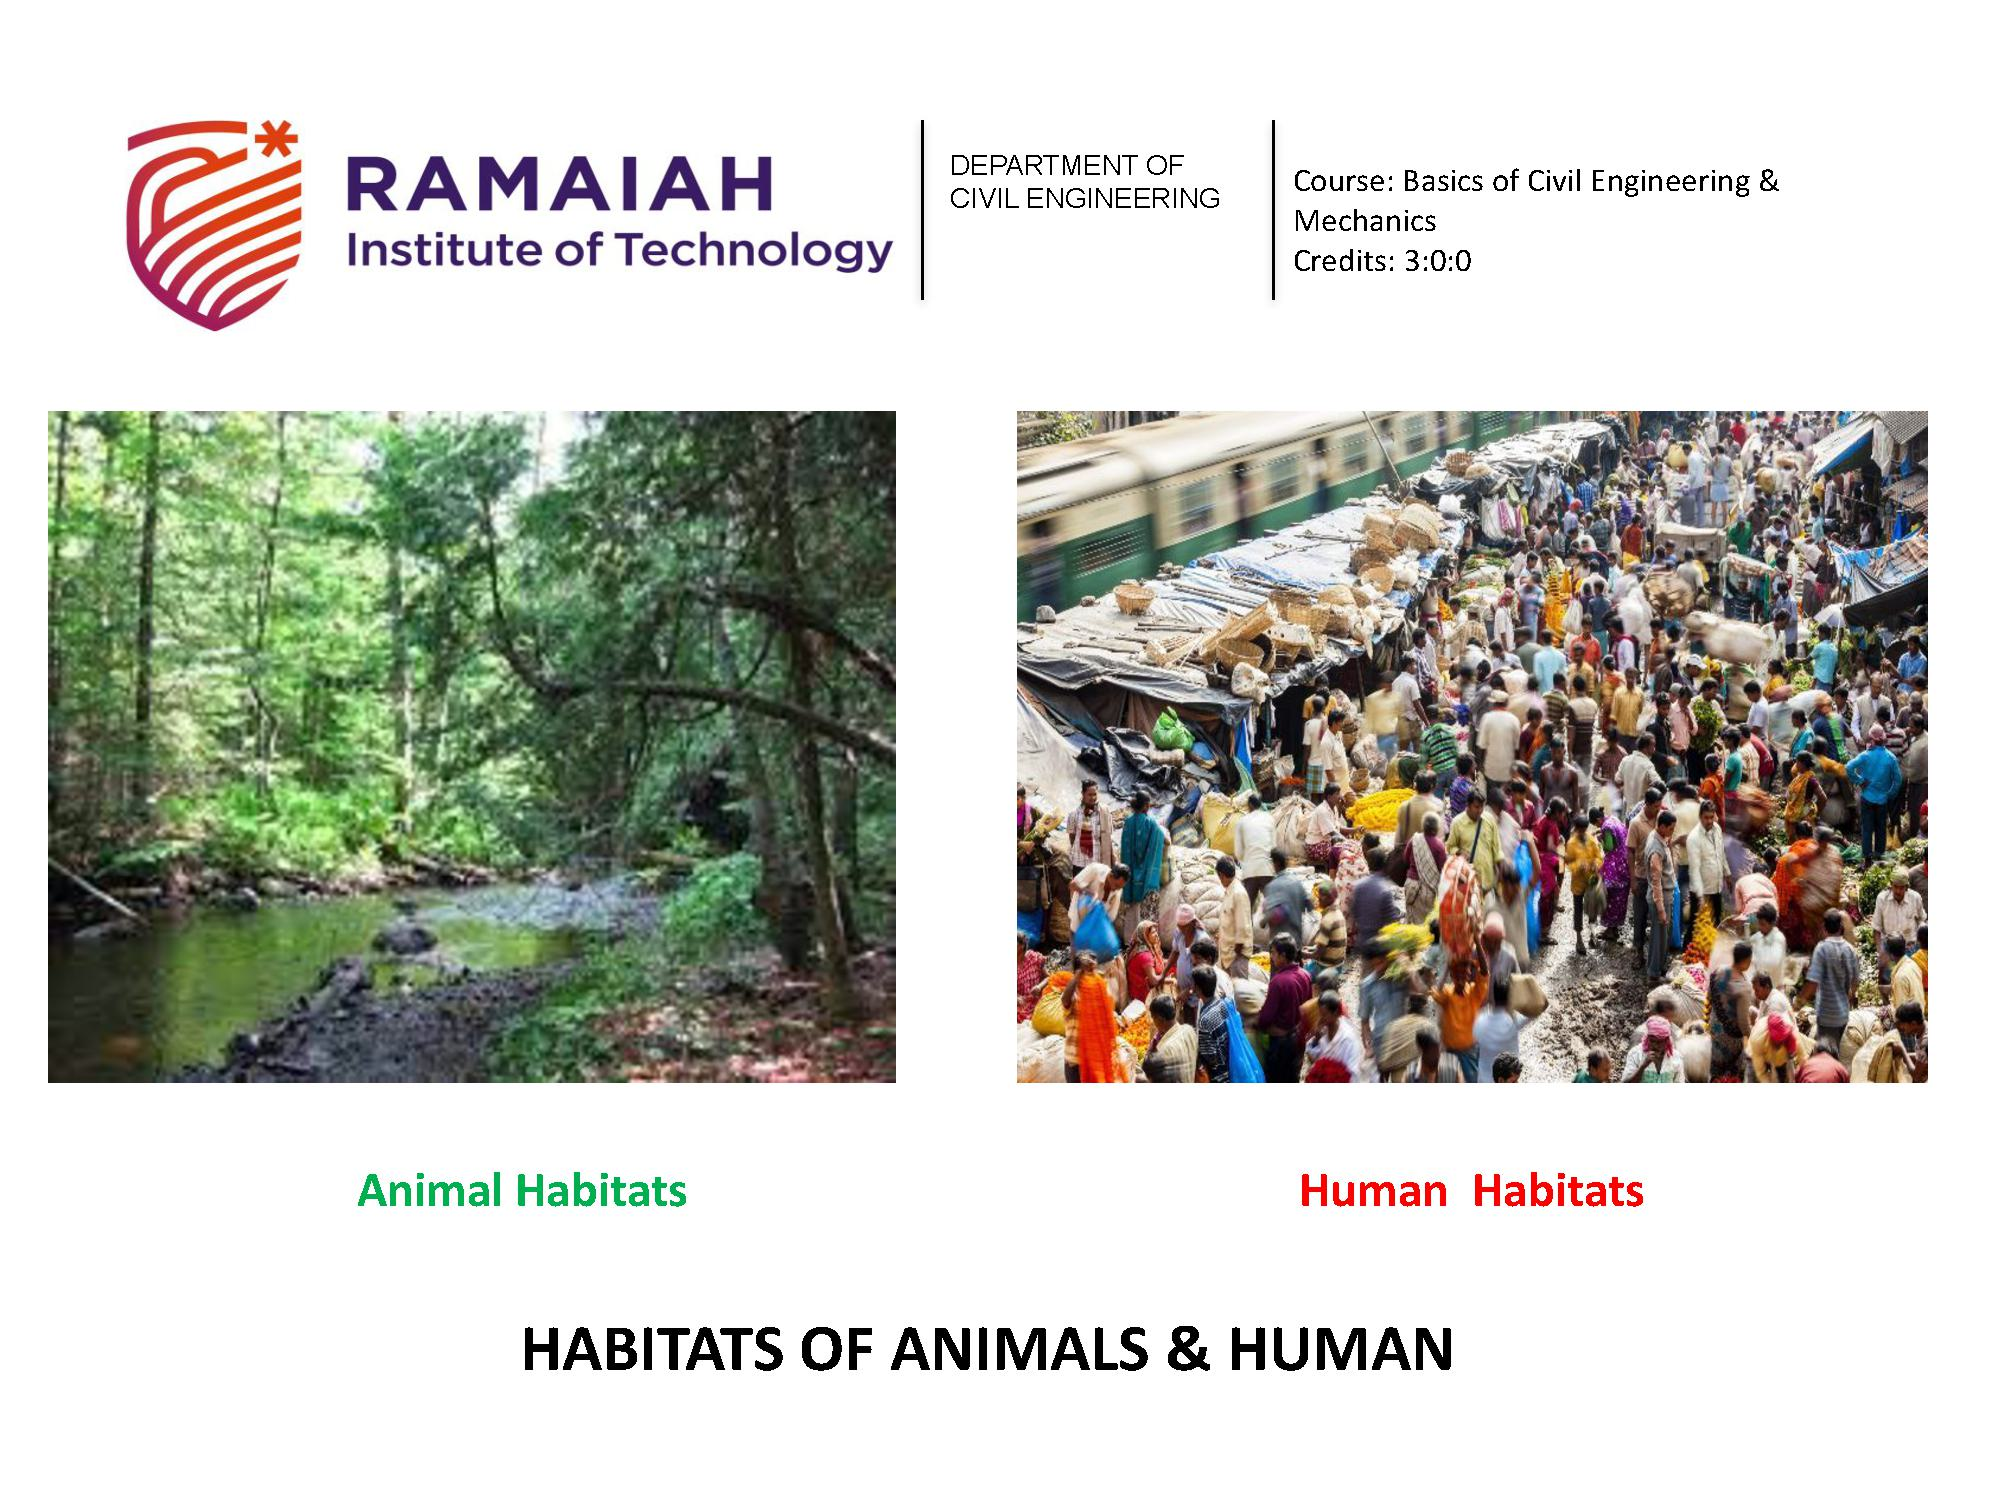 RAMAIAH
Institute of Technology
DEPARTMENT OF
CIVIL ENGINEERING
Course: Basics of Civil Engineering &
Mechanics
Credits: 3:0:0
Animal Habitats
Human  Habitats
HABITATS OF ANIMALS & HUMAN